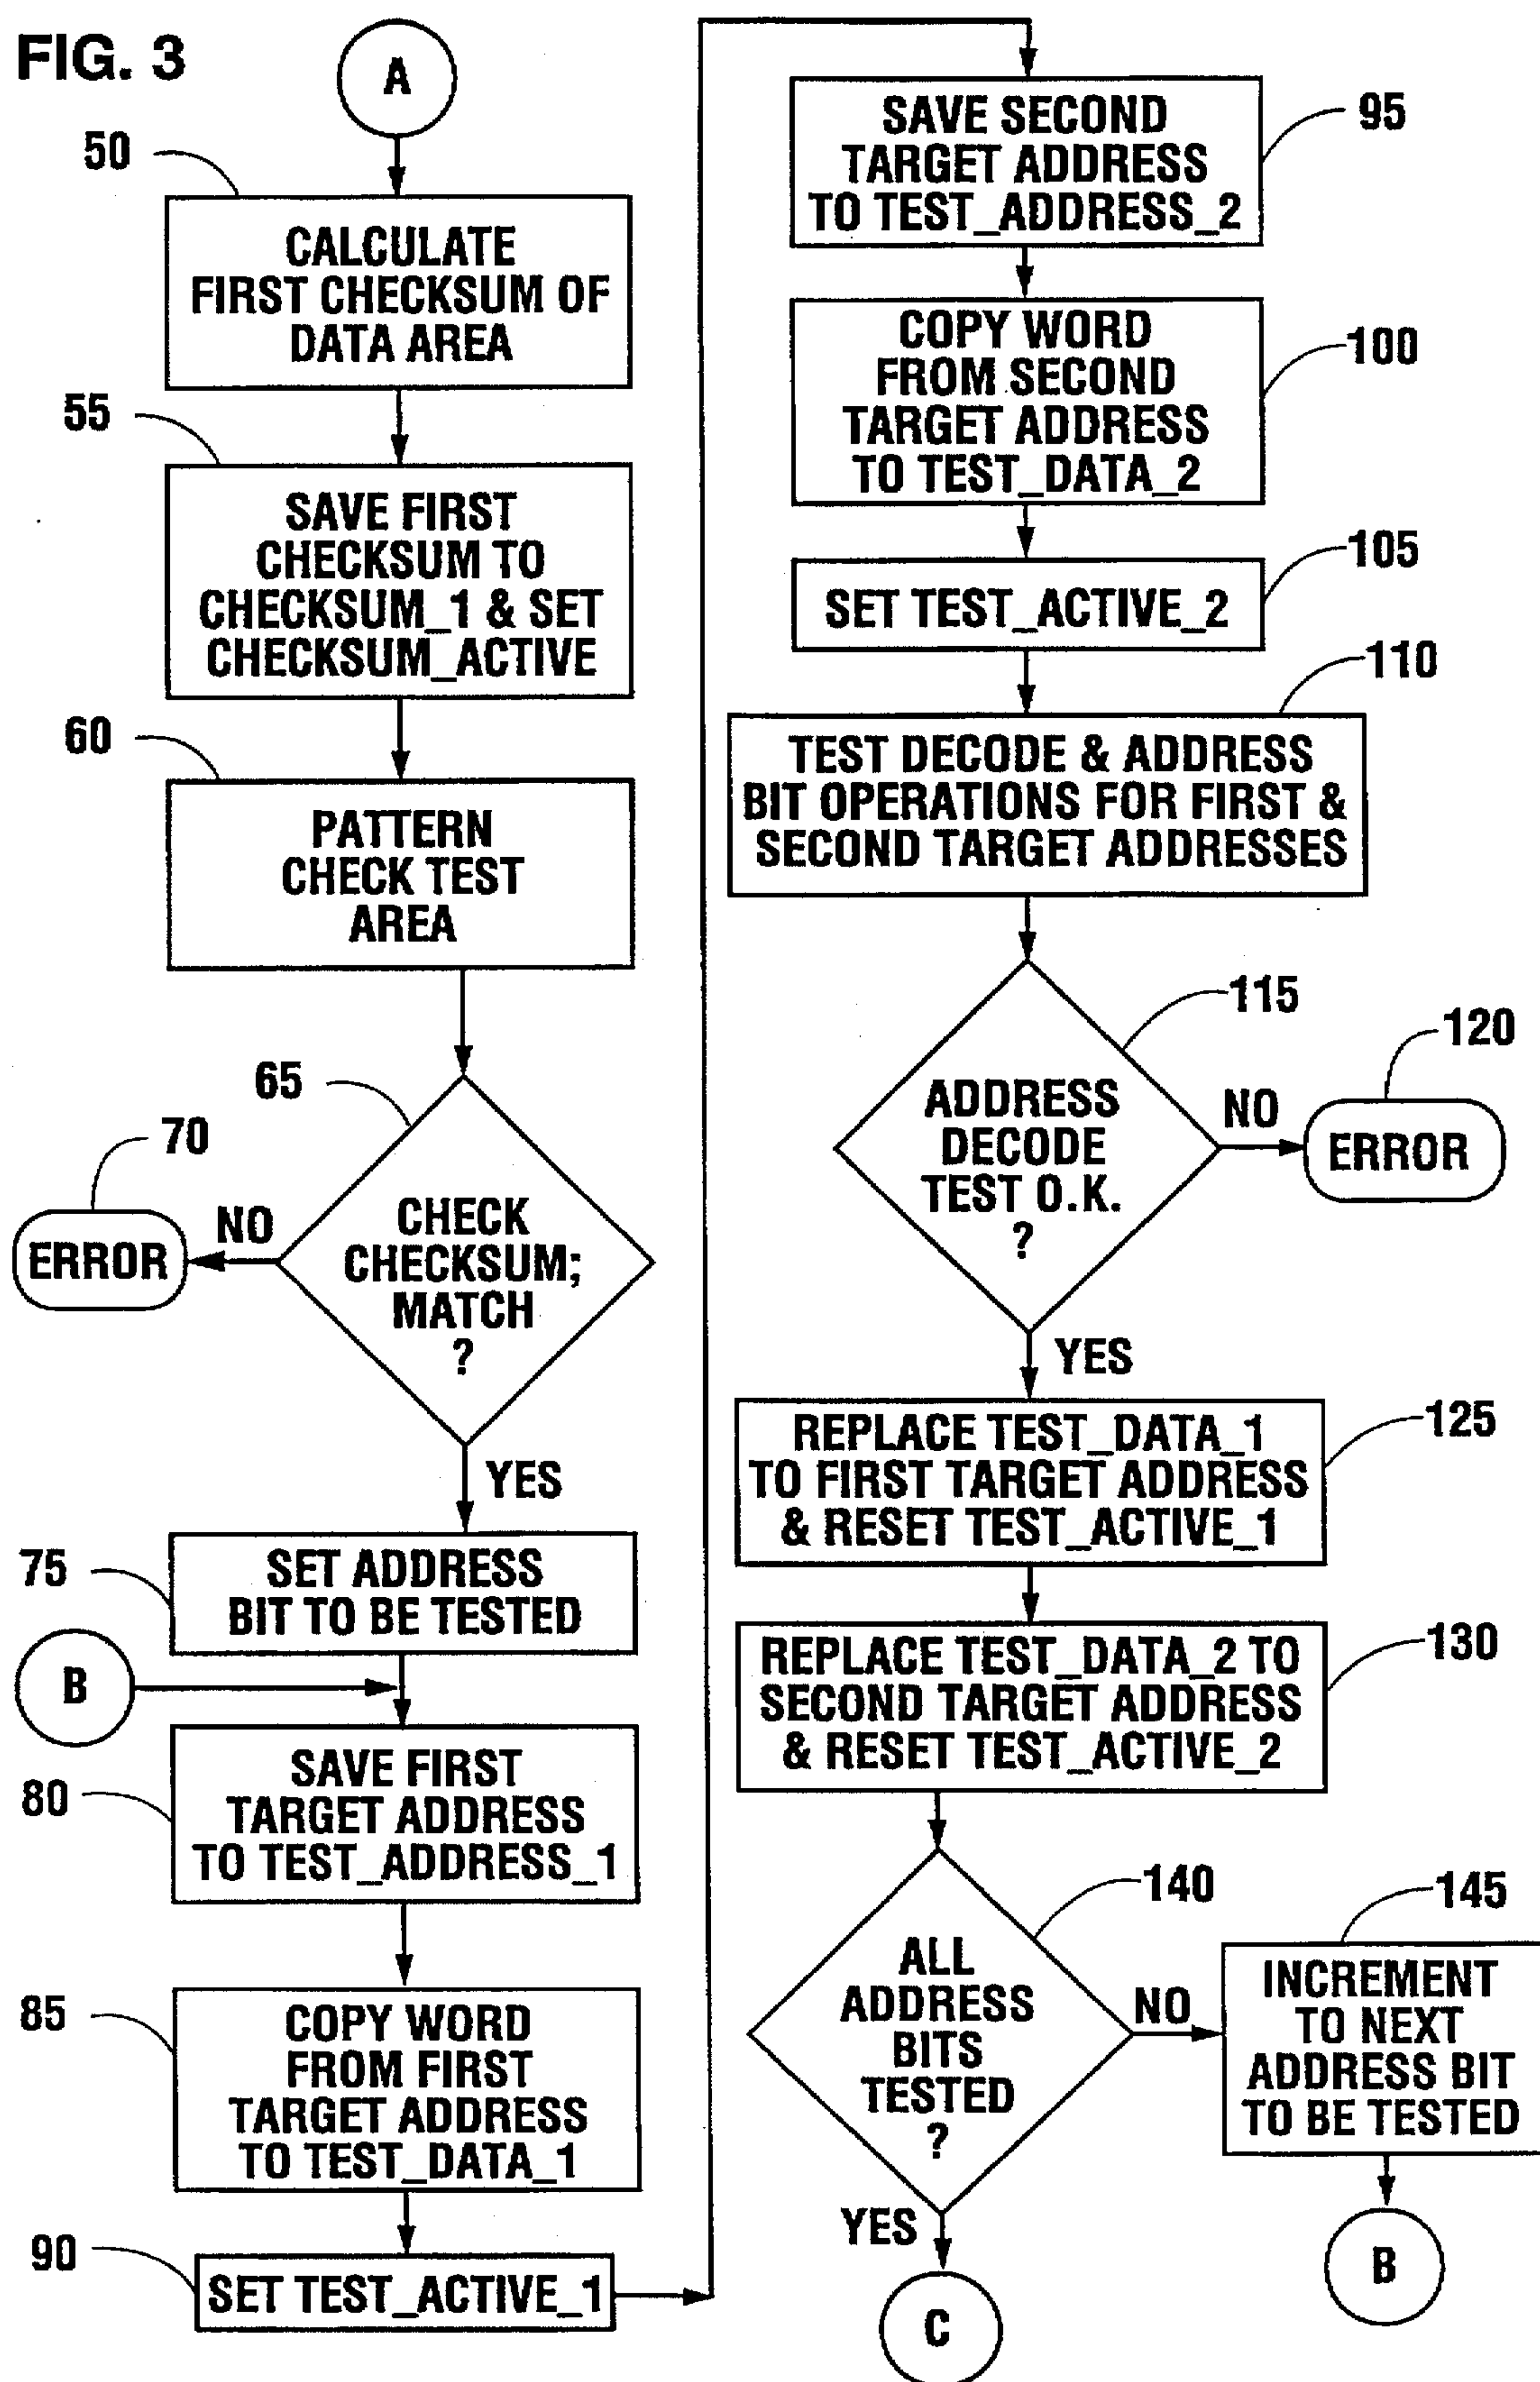 FIG. 3
A
50
CALCULATE
FIRST CHECKSUM OF
DATA AREA
55
SAVE FIRST
CHECKSUM TO
CHECKSUM_1 & SET
CHECKSUM_ACTIVE
60
PATTERN
CHECK TEST
AREA
65
CHECK
CHECKSUM;
MATCH
?
NO
70
ERROR
YES
75
SET ADDRESS
BIT TO BE TESTED
B
80
SAVE FIRST
TARGET ADDRESS
TO TEST_ADDRESS_1
85
COPY WORD
FROM FIRST
TARGET ADDRESS
TO TEST_DATA_1
90
SET TEST_ACTIVE_1
95
SAVE SECOND
TARGET ADDRESS
TO TEST_ADDRESS_2
100
COPY WORD
FROM SECOND
TARGET ADDRESS
TO TEST_DATA_2
105
SET TEST_ACTIVE_2
110
TEST DECODE & ADDRESS
BIT OPERATIONS FOR FIRST &
SECOND TARGET ADDRESSES
115
ADDRESS
DECODE
TEST O.K.
?
NO
120
ERROR
YES
125
REPLACE TEST_DATA_1
TO FIRST TARGET ADDRESS
& RESET TEST_ACTIVE_1
130
REPLACE TEST_DATA_2 TO
SECOND TARGET ADDRESS
& RESET TEST_ACTIVE_2
140
ALL
ADDRESS
BITS
TESTED
?
NO
145
INCREMENT
TO NEXT
ADDRESS BIT
TO BE TESTED
B
YES
C